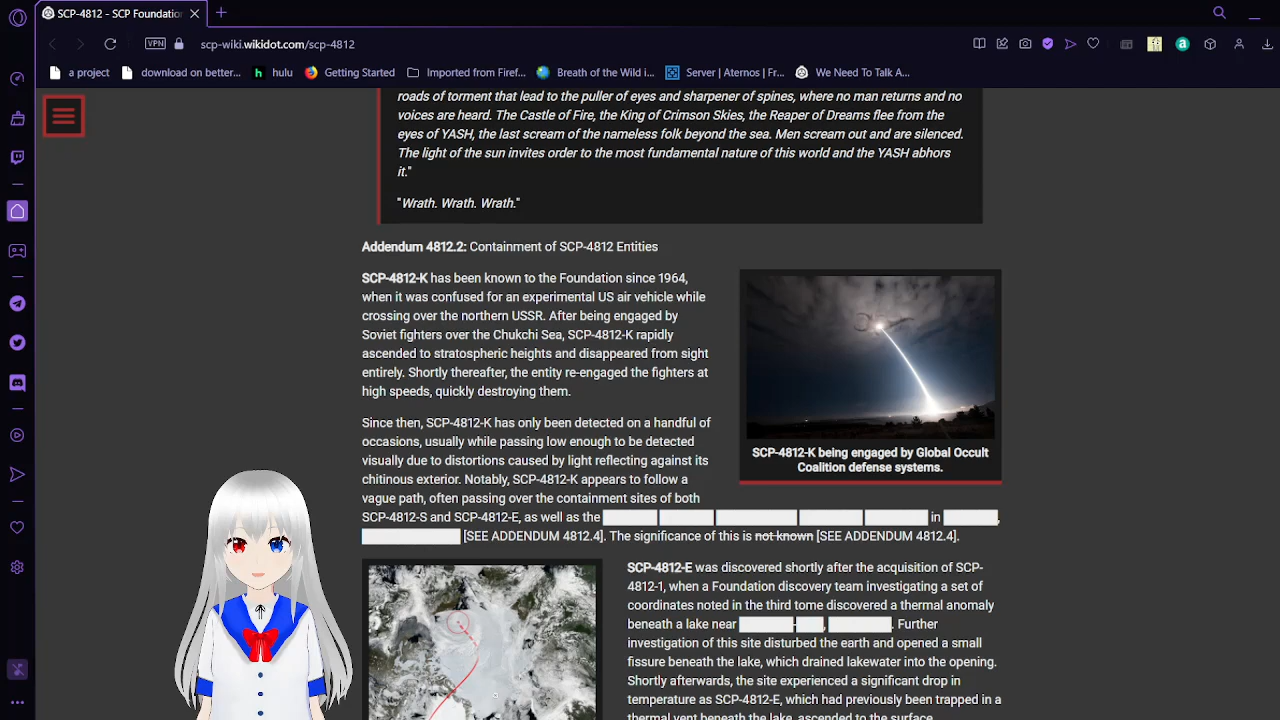 SCP-4812 - SCP Foundation
VPN
scp-wiki.wikidot.com/scp-4812
a
a project
download on better...
h
hulu
Getting Started
Imported from Firef...
Breath of the Wild i...
Server | Aternos | Fr...
We Need To Talk A...
roads of torment that lead to the puller of eyes and sharpener of spines, where no man returns and no
voices are heard. The Castle of Fire, the King of Crimson Skies, the Reaper of Dreams flee from the
eyes of YASH, the last scream of the nameless folk beyond the sea. Men scream out and are silenced.
The light of the sun invites order to the most fundamental nature of this world and the YASH abhors
it."
"Wrath. Wrath. Wrath."
Addendum 4812.2: Containment of SCP-4812 Entities
SCP-4812-K has been known to the Foundation since 1964,
when it was confused for an experimental US air vehicle while
crossing over the northern USSR. After being engaged by
Soviet fighters over the Chukchi Sea, SCP-4812-K rapidly
ascended to stratospheric heights and disappeared from sight
entirely. Shortly thereafter, the entity re-engaged the fighters at
high speeds, quickly destroying them.
Since then, SCP-4812-K has only been detected on a handful of
occasions, usually while passing low enough to be detected
visually due to distortions caused by light reflecting against its
chitinous exterior. Notably, SCP-4812-K appears to follow a
vague path, often passing over the containment sites of both
SCP-4812-S and SCP-4812-E, as well as the in ,
[SEE ADDENDUM 4812.4]. The significance of this is not known [SEE ADDENDUM 4812.4].
SCP-4812-K being engaged by Global Occult
Coalition defense systems.
SCP-4812-E was discovered shortly after the acquisition of SCP-
4812-1, when a Foundation discovery team investigating a set of
coordinates noted in the third tome discovered a thermal anomaly
beneath a lake near - , . Further
investigation of this site disturbed the earth and opened a small
fissure beneath the lake, which drained lakewater into the opening.
Shortly afterwards, the site experienced a significant drop in
temperature as SCP-4812-E, which had previously been trapped in a
thermal vent beneath the lake, ascended to the surface.